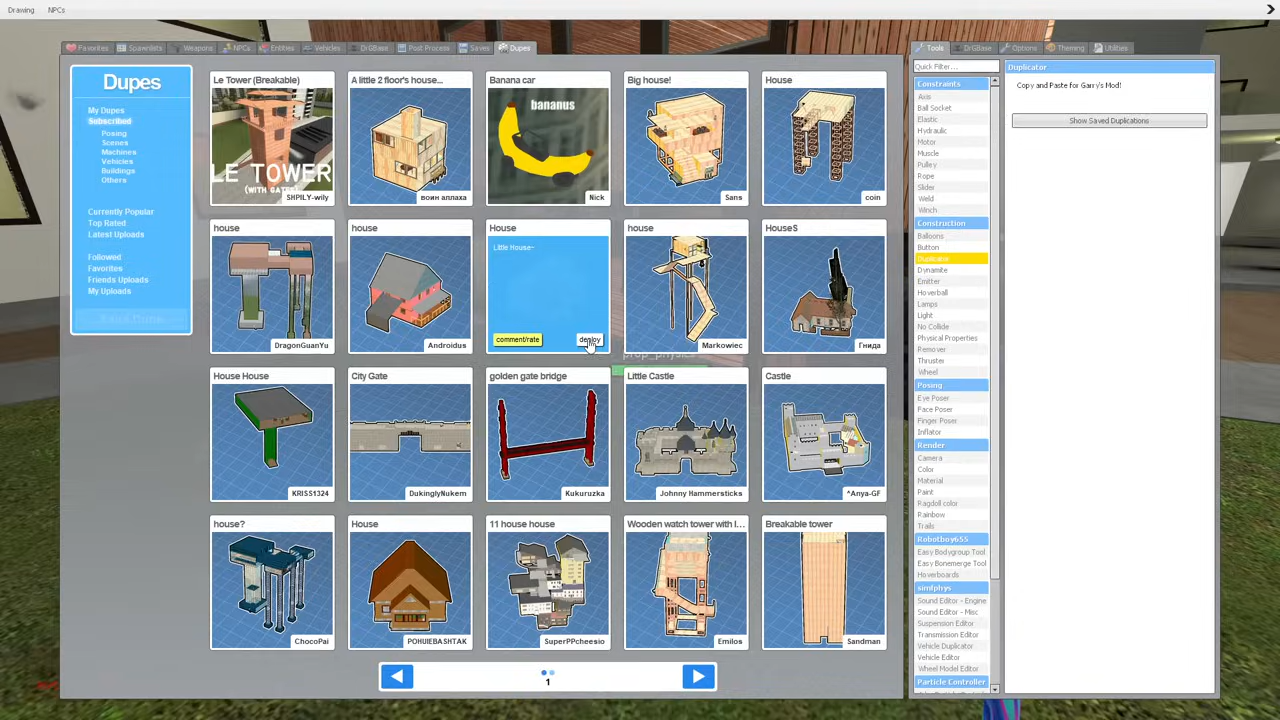 Drawing NPCs
Favorites Spawnlists Weapons NPCs Entities Vehicles DrGBase Post Process Saves Dupes
Tools DrGBase Options Theming Utilities
Dupes
My Dupes
Subscribed
Posing
Scenes
Machines
Vehicles
Buildings
Others
Currently Popular
Top Rated
Latest Uploads
Followed
Favorites
Friends Uploads
My Uploads
Le Tower (Breakable)
LE TOWER
(WITH GATE)
SHPILY-wily
A little 2 floor's house...
воин аллаха
Banana car
bananus
Nick
Big house!
Sans
House
coin
house
DragonGuanYu
house
Androidus
House
Little House~
comment/rate
deploy
house
Markowiec
HouseS
Гнида
House House
KRISS1324
City Gate
DukinglyNukem
golden gate bridge
Kukuruzka
Little Castle
Johnny Hammersticks
Castle
^Anya-GF
house?
ChocoPai
House
POHUIEBASHTAK
11 house house
SuperPPcheesio
Wooden watch tower with l...
Emilos
Breakable tower
Sandman
1
Quick Filter...
Constraints
Axis
Ball Socket
Elastic
Hydraulic
Motor
Muscle
Pulley
Rope
Slider
Weld
Winch
Construction
Balloons
Button
Duplicator
Dynamite
Emitter
Hoverball
Lamps
Light
No Collide
Physical Properties
Remover
Thruster
Wheel
Posing
Eye Poser
Face Poser
Finger Poser
Inflator
Render
Camera
Color
Material
Paint
Ragdoll color
Rainbow
Trails
Robotboy655
Easy Bodygroup Tool
Easy Bonemerge Tool
Hoverboards
simfphys
Sound Editor - Engine
Sound Editor - Misc
Suspension Editor
Transmission Editor
Vehicle Duplicator
Vehicle Editor
Wheel Model Editor
Particle Controller
Duplicator
Copy and Paste for Garry's Mod!
Show Saved Duplications